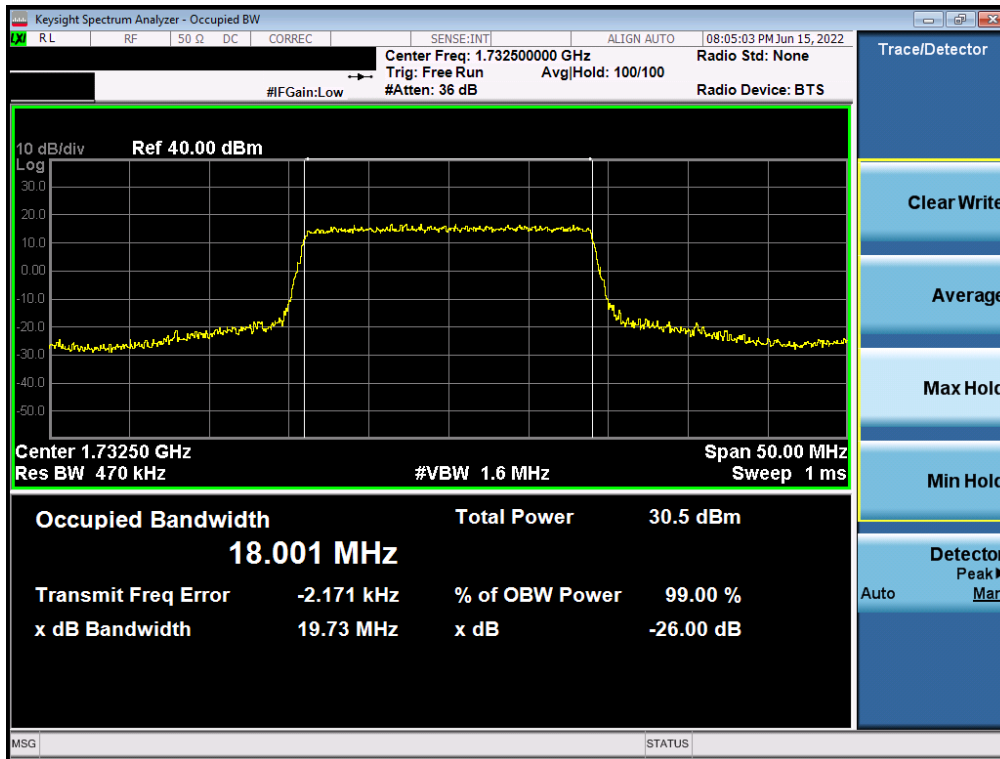 Keysight Spectrum Analyzer - Occupied BW
LXI RL RF 50 Ω DC CORREC SENSE:INT ALIGN AUTO 08:05:03 PM Jun 15, 2022
Center Freq: 1.732500000 GHz Radio Std: None
Trig: Free Run Avg|Hold: 100/100
#IFGain:Low #Atten: 36 dB Radio Device: BTS
10 dB/div Ref 40.00 dBm
Log
30.0
20.0
10.0
0.00
-10.0
-20.0
-30.0
-40.0
-50.0
Center 1.73250 GHz Span 50.00 MHz
Res BW 470 kHz #VBW 1.6 MHz Sweep 1 ms
Occupied Bandwidth Total Power 30.5 dBm
18.001 MHz
Transmit Freq Error -2.171 kHz % of OBW Power 99.00 %
x dB Bandwidth 19.73 MHz x dB -26.00 dB
MSG STATUS
Trace/Detector
Clear Write
Average
Max Hold
Min Hold
Detector
Peak
Auto Man